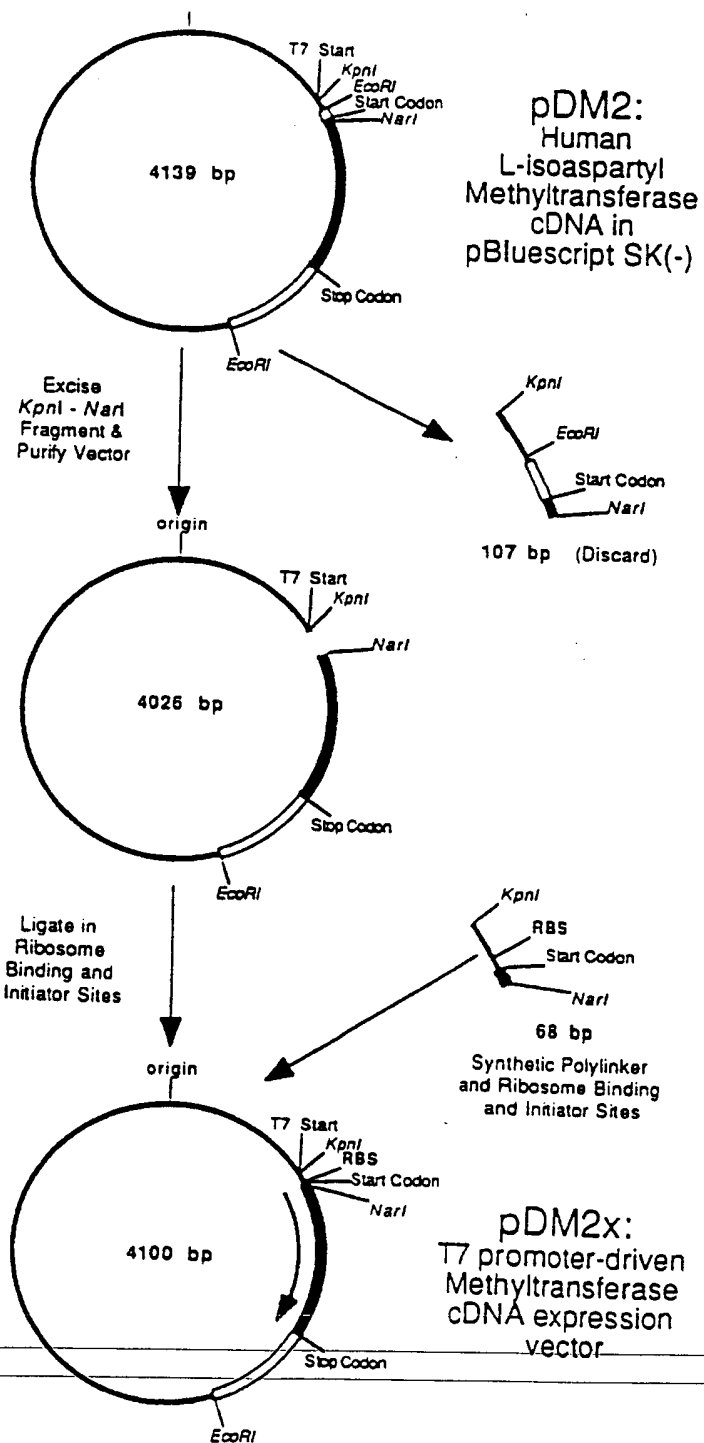 T7 Start
KpnI
EcoRI
Start Codon
NarI
4139 bp
Stop Codon
EcoRI
pDM2:
Human
L-isoaspartyl
Methyltransferase
cDNA in
pBluescript SK(-)
Excise
KpnI - NarI
Fragment &
Purify Vector
KpnI
EcoRI
Start Codon
NarI
107 bp (Discard)
origin
T7 Start
KpnI
NarI
4026 bp
Stop Codon
EcoRI
Ligate in
Ribosome
Binding and
Initiator Sites
KpnI
RBS
Start Codon
NarI
68 bp
Synthetic Polylinker
and Ribosome Binding
and Initiator Sites
origin
T7 Start
KpnI
RBS
Start Codon
NarI
4100 bp
Stop Codon
EcoRI
pDM2x:
T7 promoter-driven
Methyltransferase
cDNA expression
vector